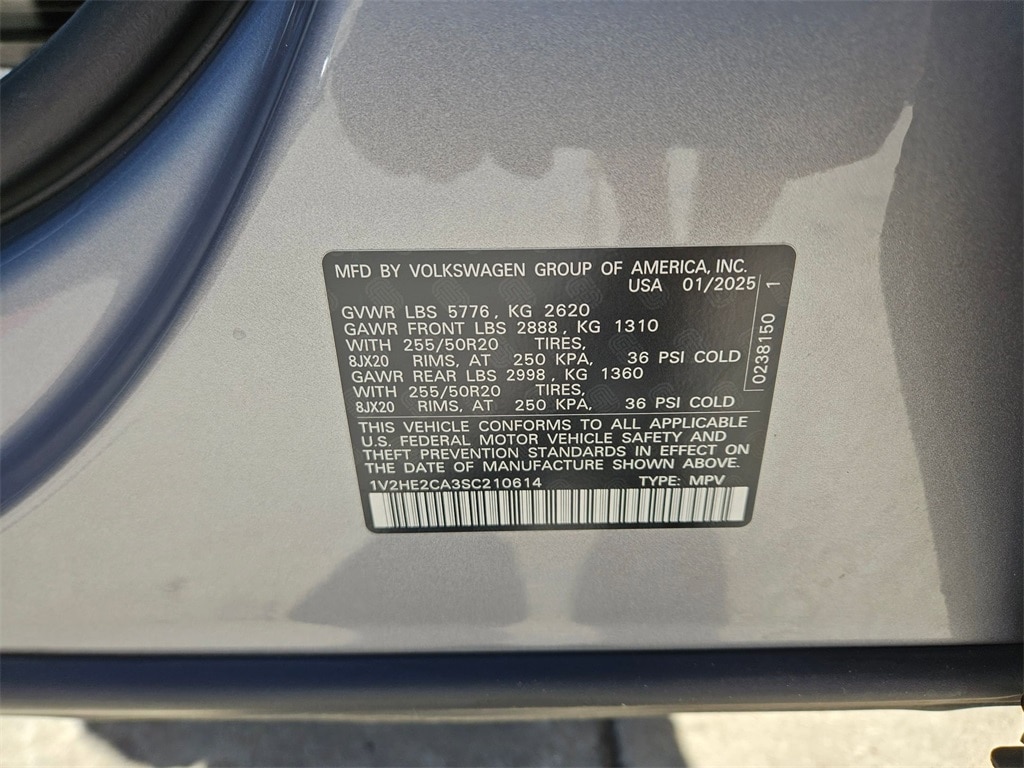 MFD BY VOLKSWAGEN GROUP OF AMERICA, INC.
USA 01/2025
GVWR LBS 5776, KG 2620
GAWR FRONT LBS 2888, KG 1310
WITH 255/50R20 TIRES,
8JX20 RIMS, AT 250 KPA, 36 PSI COLD
GAWR REAR LBS 2998, KG 1360
WITH 255/50R20 TIRES,
8JX20 RIMS, AT 250 KPA, 36 PSI COLD
0238150 1
THIS VEHICLE CONFORMS TO ALL APPLICABLE
U.S. FEDERAL MOTOR VEHICLE SAFETY AND
THEFT PREVENTION STANDARDS IN EFFECT ON
THE DATE OF MANUFACTURE SHOWN ABOVE.
1V2HE2CA3SC210614 TYPE: MPV